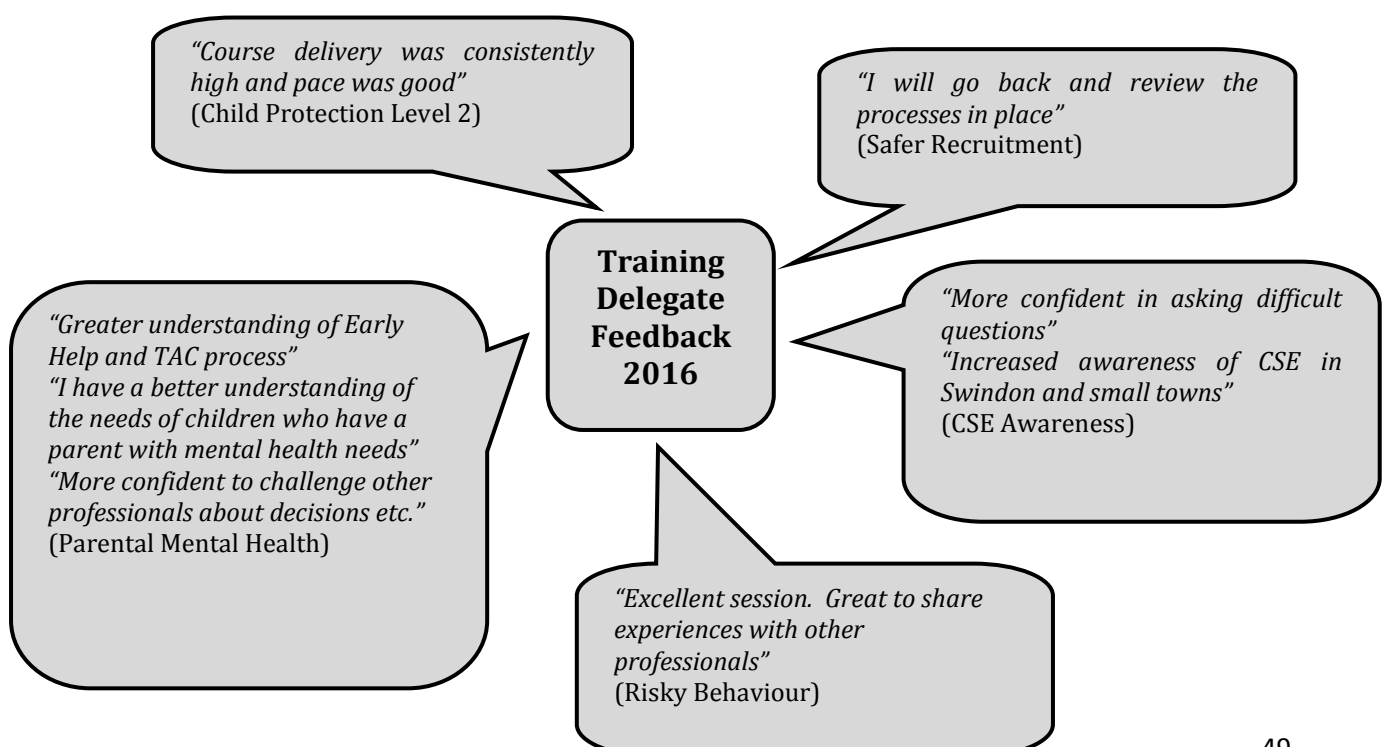 “Course delivery was consistently
high and pace was good”
(Child Protection Level 2)
“I will go back and review the
processes in place”
(Safer Recruitment)
Training
Delegate
Feedback
2016
“Greater understanding of Early
Help and TAC process”
“I have a better understanding of
the needs of children who have a
parent with mental health needs”
“More confident to challenge other
professionals about decisions etc.”
(Parental Mental Health)
“More confident in asking difficult
questions”
“Increased awareness of CSE in
Swindon and small towns”
(CSE Awareness)
“Excellent session.  Great to share
experiences with other
professionals”
(Risky Behaviour)